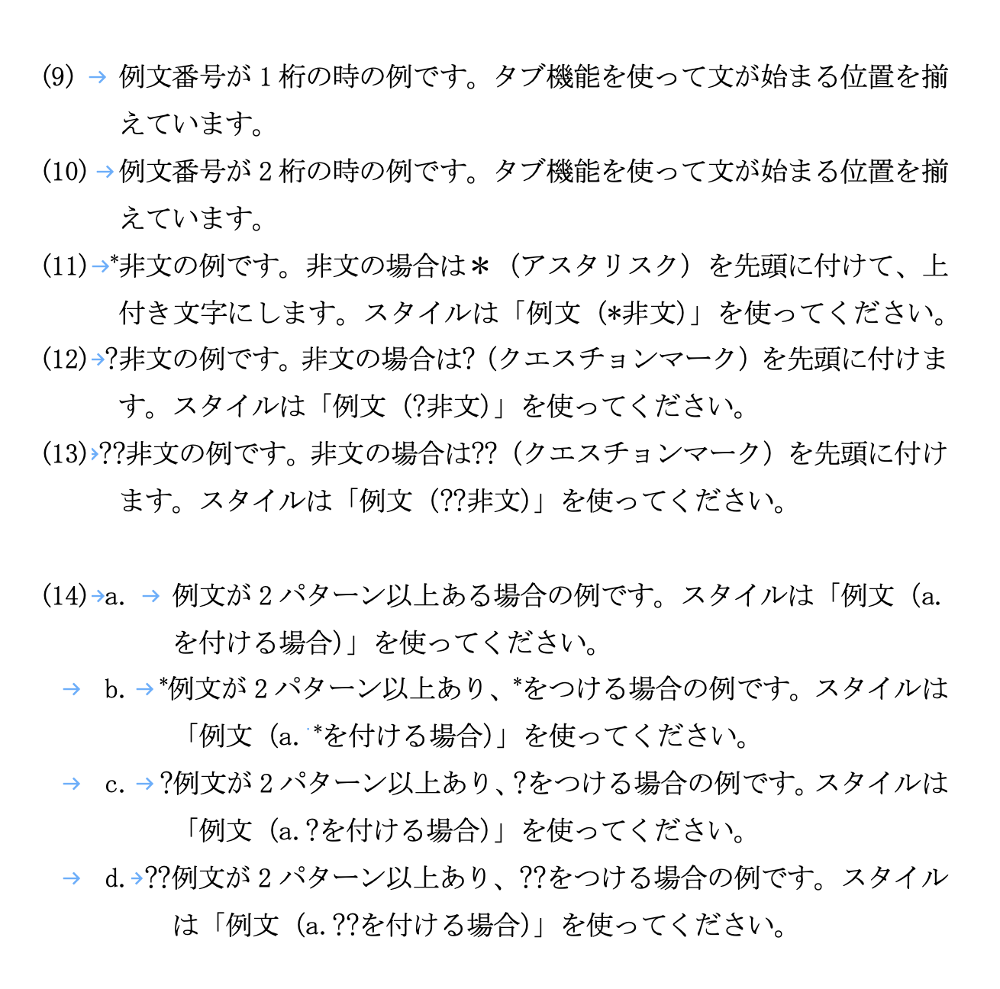 (9) → 例文番号が 1 桁の時の例です。タブ機能を使って文が始まる位置を揃
えています。
(10) → 例文番号が 2 桁の時の例です。タブ機能を使って文が始まる位置を揃
えています。
(11) → *非文の例です。非文の場合は＊（アスタリスク）を先頭に付けて、上
付き文字にします。スタイルは「例文（*非文）」を使ってください。
(12) → ?非文の例です。非文の場合は?（クエスチョンマーク）を先頭に付けま
す。スタイルは「例文（?非文）」を使ってください。
(13) → ??非文の例です。非文の場合は??（クエスチョンマーク）を先頭に付け
ます。スタイルは「例文（??非文）」を使ってください。
(14) → a. → 例文が 2 パターン以上ある場合の例です。スタイルは「例文（a.
を付ける場合）」を使ってください。
→ b. → *例文が 2 パターン以上あり、*をつける場合の例です。スタイルは
「例文（a. *を付ける場合）」を使ってください。
→ c. → ?例文が 2 パターン以上あり、?をつける場合の例です。スタイルは
「例文（a. ?を付ける場合）」を使ってください。
→ d. → ??例文が 2 パターン以上あり、??をつける場合の例です。スタイル
は「例文（a. ??を付ける場合）」を使ってください。